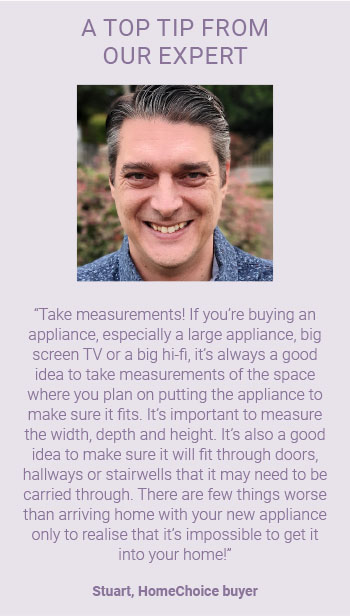 A TOP TIP FROM
OUR EXPERT
“Take measurements! If you’re buying an
appliance, especially a large appliance, big
screen TV or a big hi-fi, it’s always a good
idea to take measurements of the space
where you plan on putting the appliance to
make sure it fits. It’s important to measure
the width, depth and height. It’s also a good
idea to make sure it will fit through doors,
hallways or stairwells that it may need to be
carried through. There are few things worse
than arriving home with your new appliance
only to realise that it’s impossible to get it
into your home!”
Stuart, HomeChoice buyer